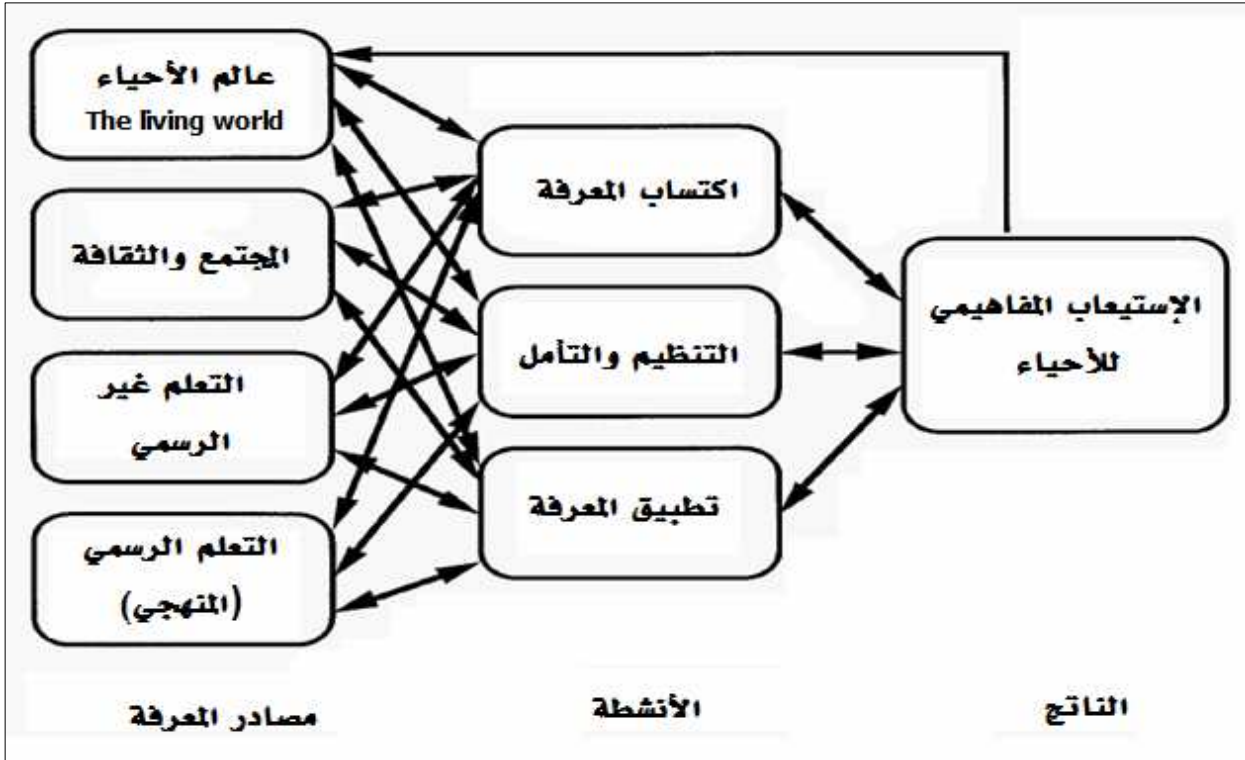 عالم الأحياء
The living world
المجتمع والثقافة
التعلم غير
الرسمي
التعلم الرسمي
(المنهجي)
اكتساب المعرفة
التنظيم والتأمل
تطبيق المعرفة
الإستيعاب المفاهيمي
للأحياء
مصادر المعرفة
الأنشطة
الناتج